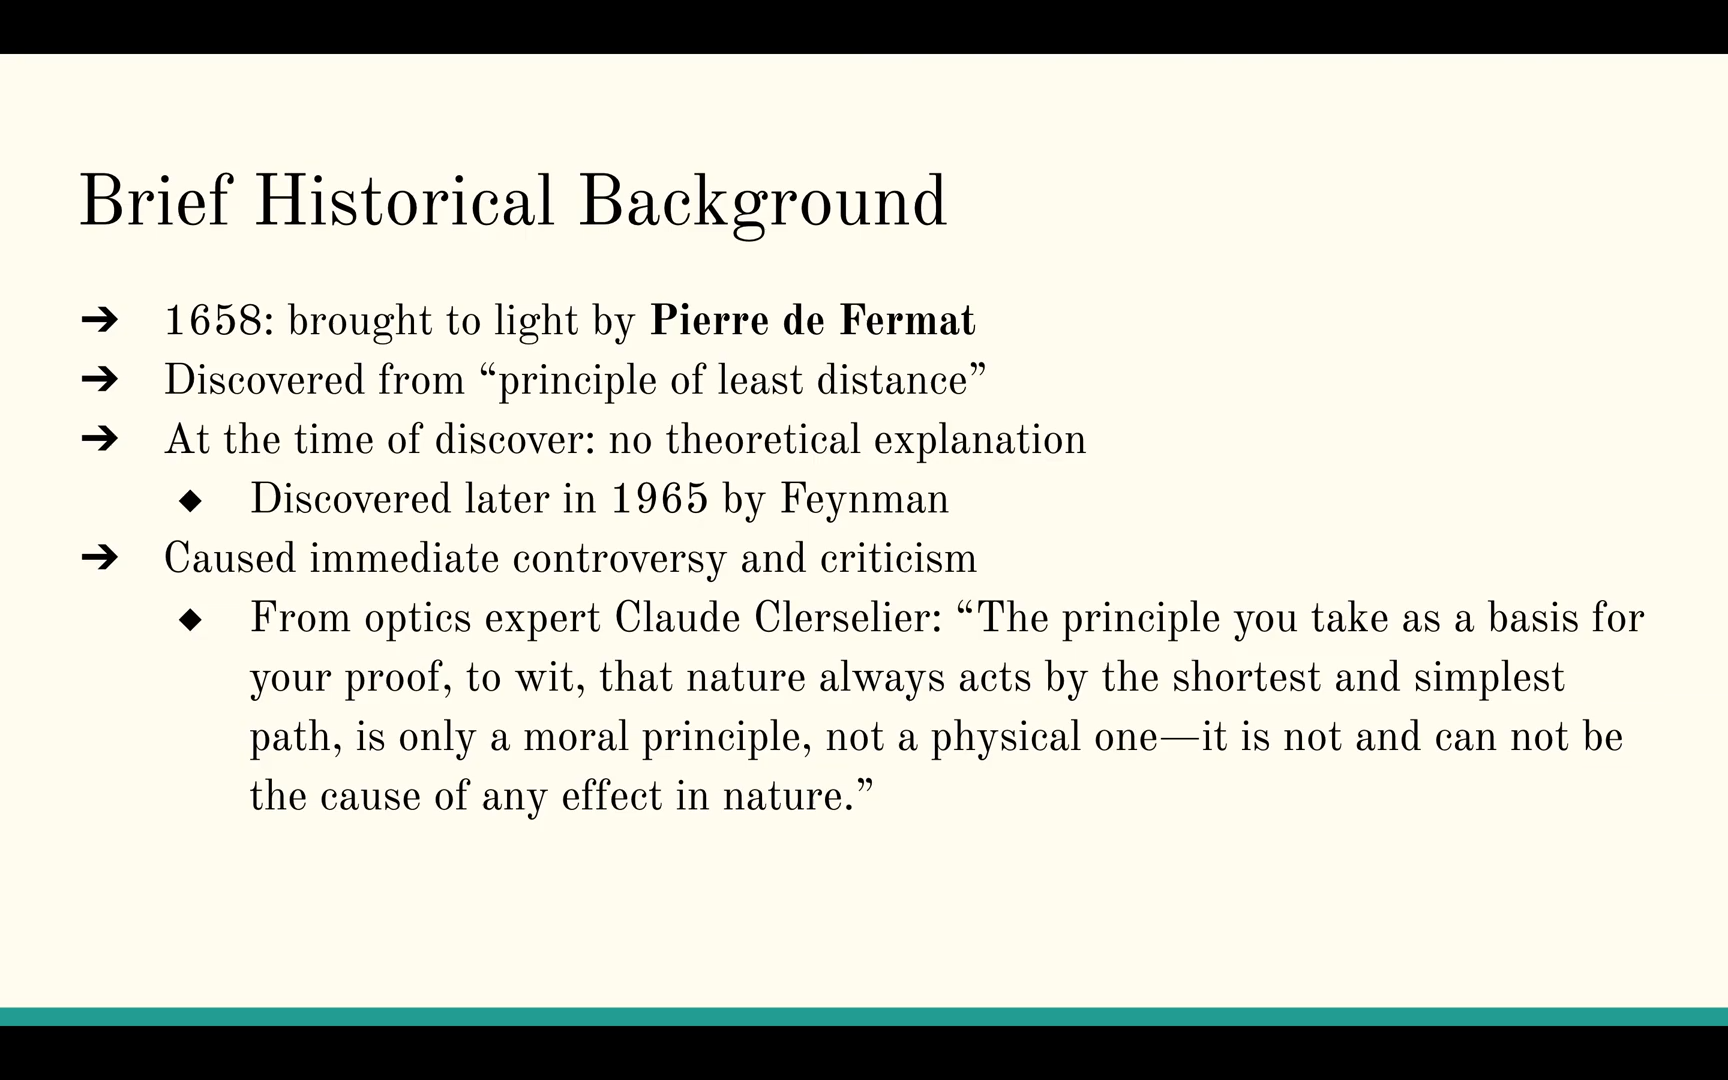 Brief Historical Background
➔ 1658: brought to light by Pierre de Fermat
➔ Discovered from “principle of least distance”
➔ At the time of discover: no theoretical explanation
◆ Discovered later in 1965 by Feynman
➔ Caused immediate controversy and criticism
◆ From optics expert Claude Clerselier: “The principle you take as a basis for
your proof, to wit, that nature always acts by the shortest and simplest
path, is only a moral principle, not a physical one—it is not and can not be
the cause of any effect in nature.”